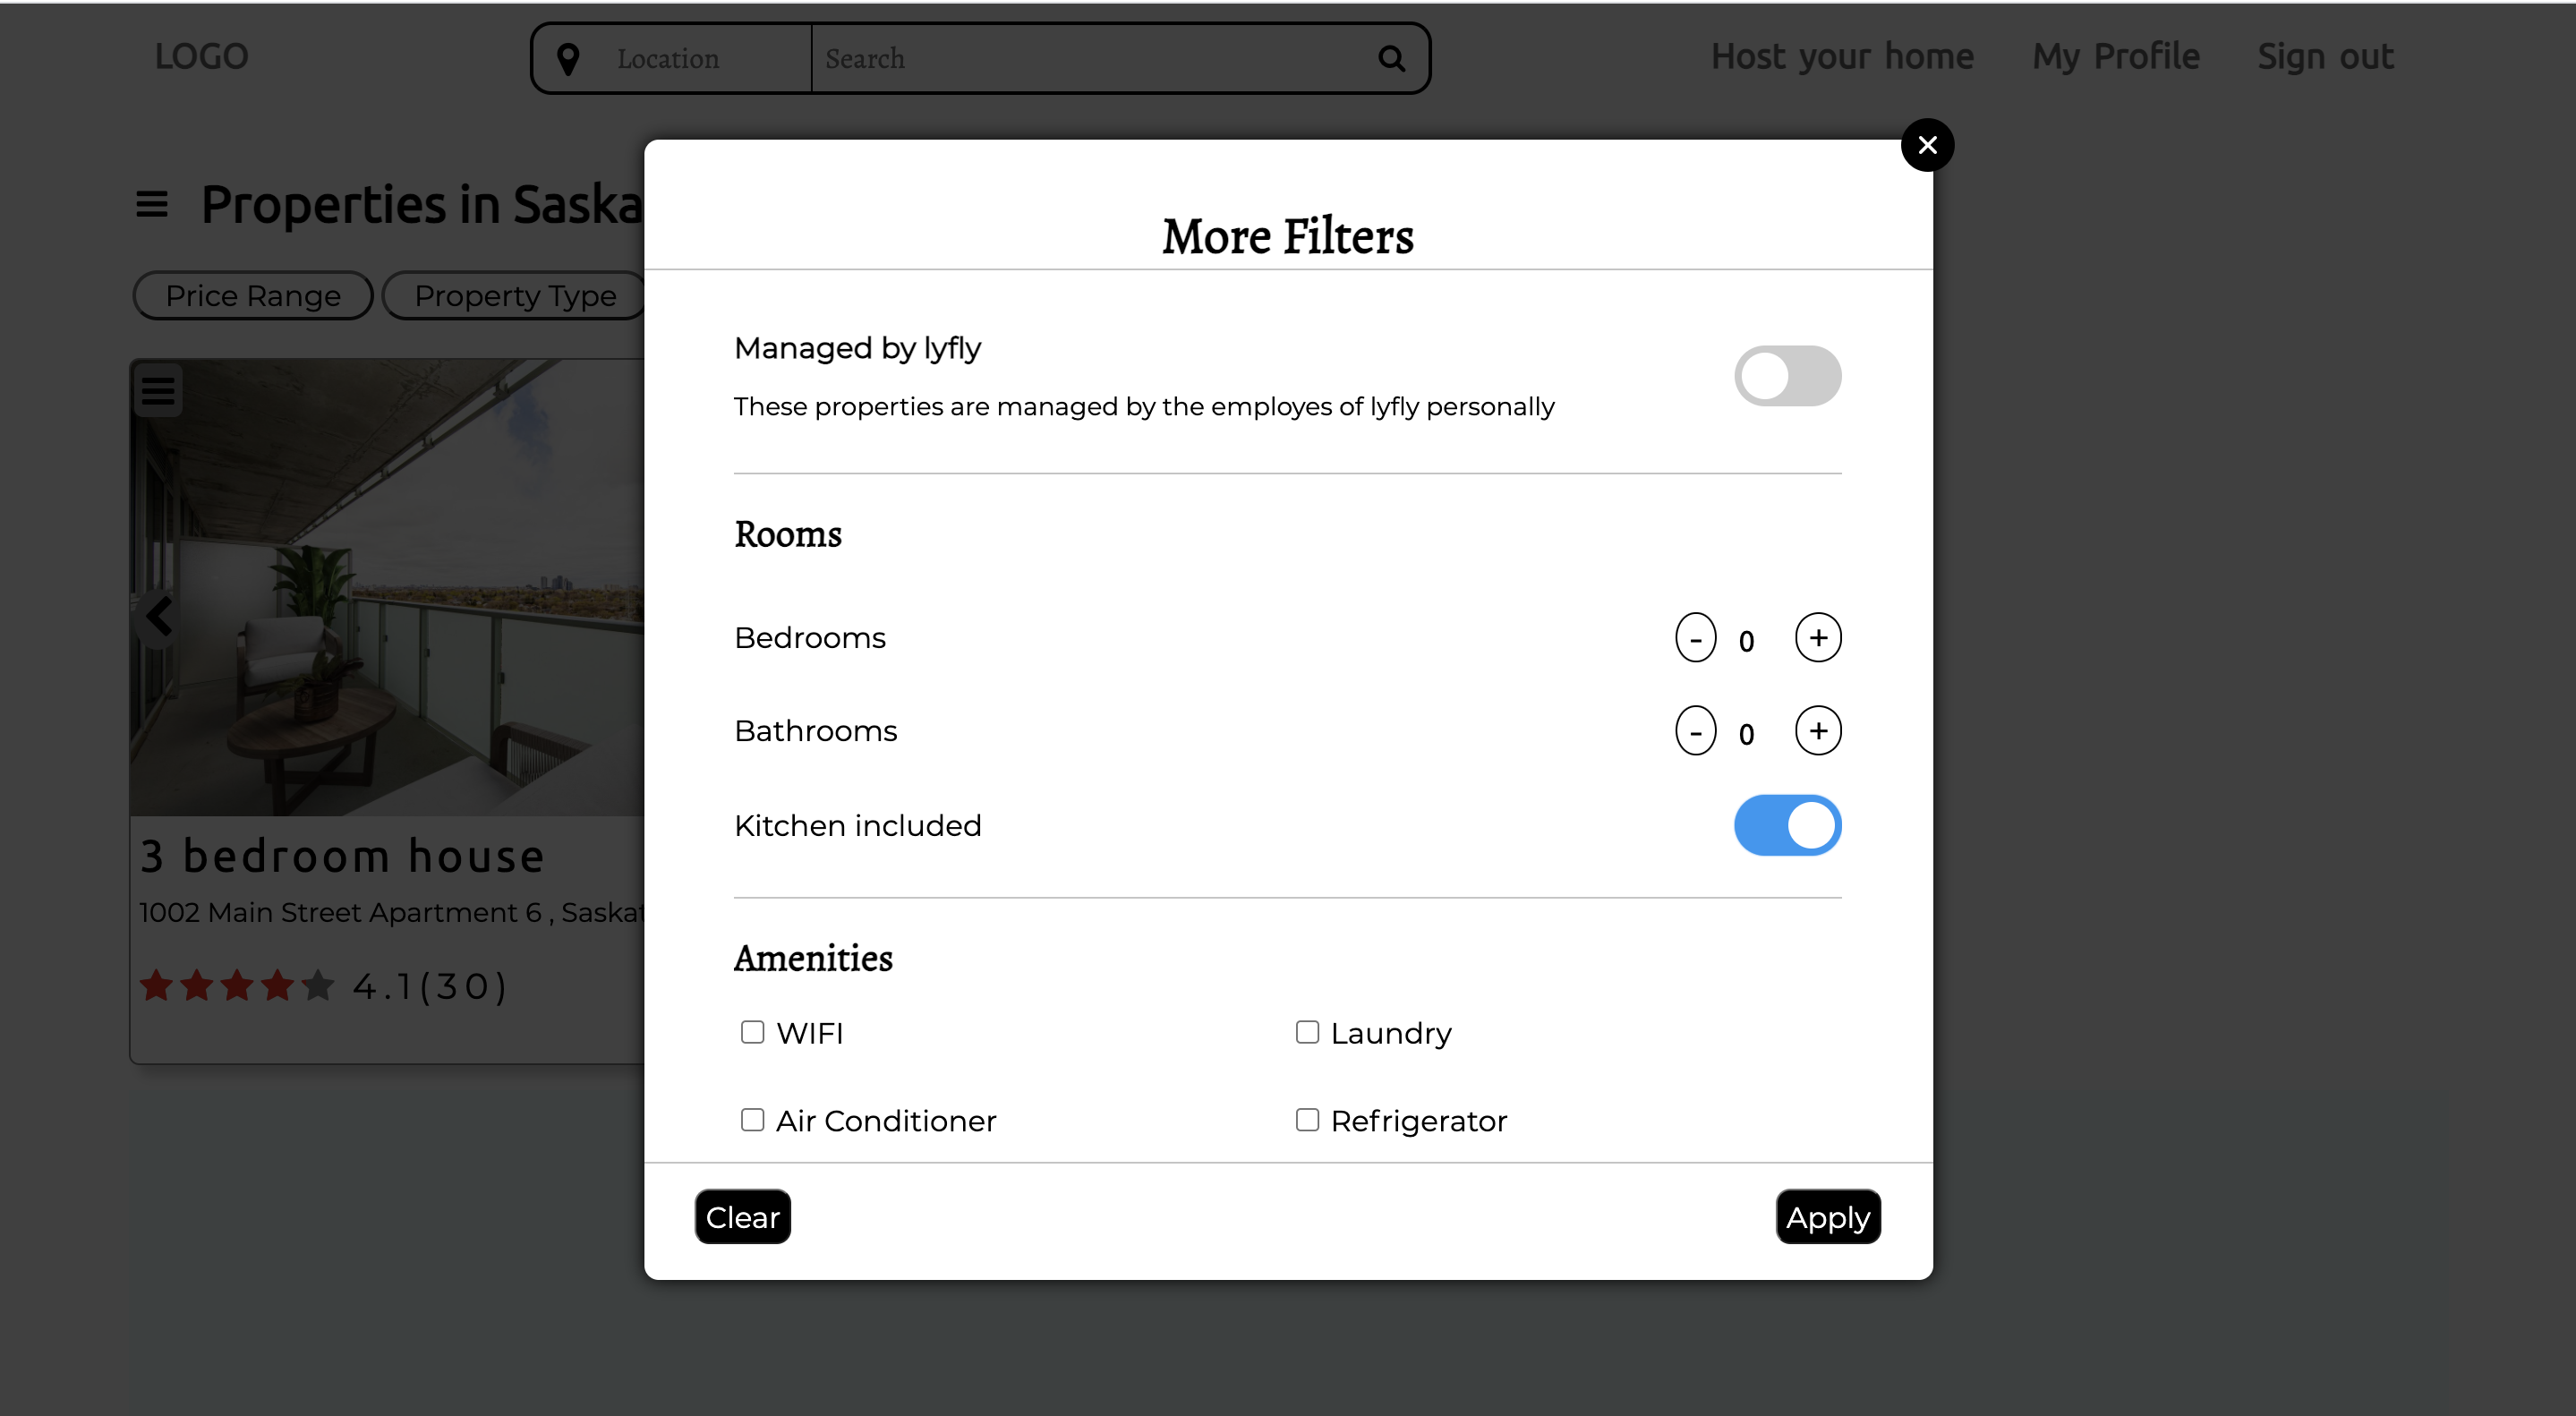 LOGO
Location
Search
Host your home
My Profile
Sign out
Properties in Saska
Price Range
Property Type
3 bedroom house
1002 Main Street Apartment 6 , Saskat
4.1(30)
More Filters
Managed by lyfly
These properties are managed by the employes of lyfly personally
Rooms
Bedrooms
- 0 +
Bathrooms
- 0 +
Kitchen included
Amenities
WIFI
Laundry
Air Conditioner
Refrigerator
Clear
Apply